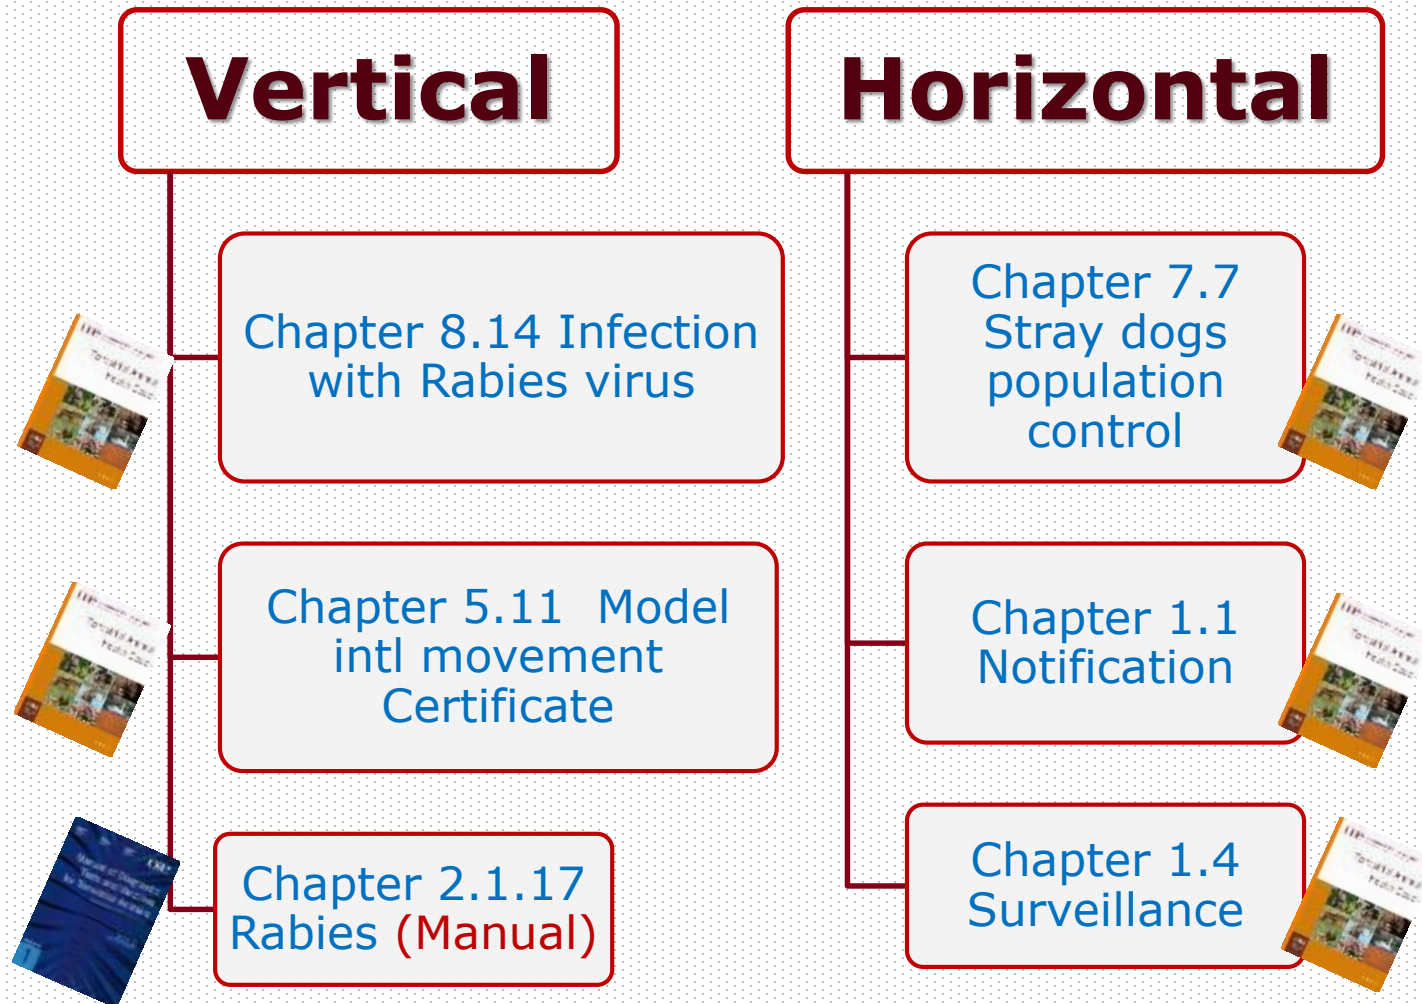 Vertical
Chapter 8.14 Infection
with Rabies virus
Chapter 5.11  Model
intl movement
Certificate
Chapter 2.1.17
Rabies (Manual)
Horizontal
Chapter 7.7
Stray dogs
population
control
Chapter 1.1
Notification
Chapter 1.4
Surveillance